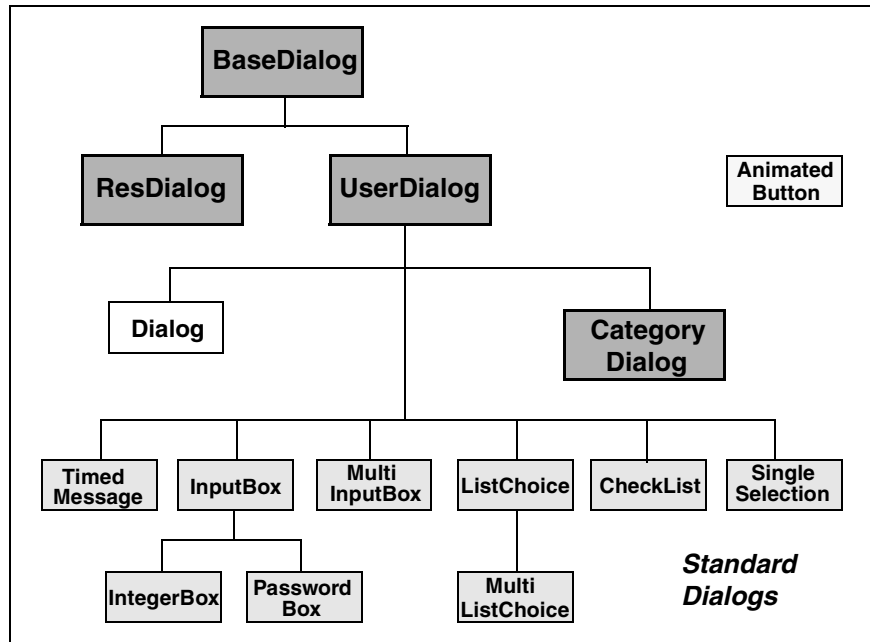 BaseDialog
ResDialog
UserDialog
Animated
Button
Dialog
Category
Dialog
Timed
Message
InputBox
Multi
InputBox
ListChoice
CheckList
Single
Selection
IntegerBox
Password
Box
Multi
ListChoice
Standard
Dialogs